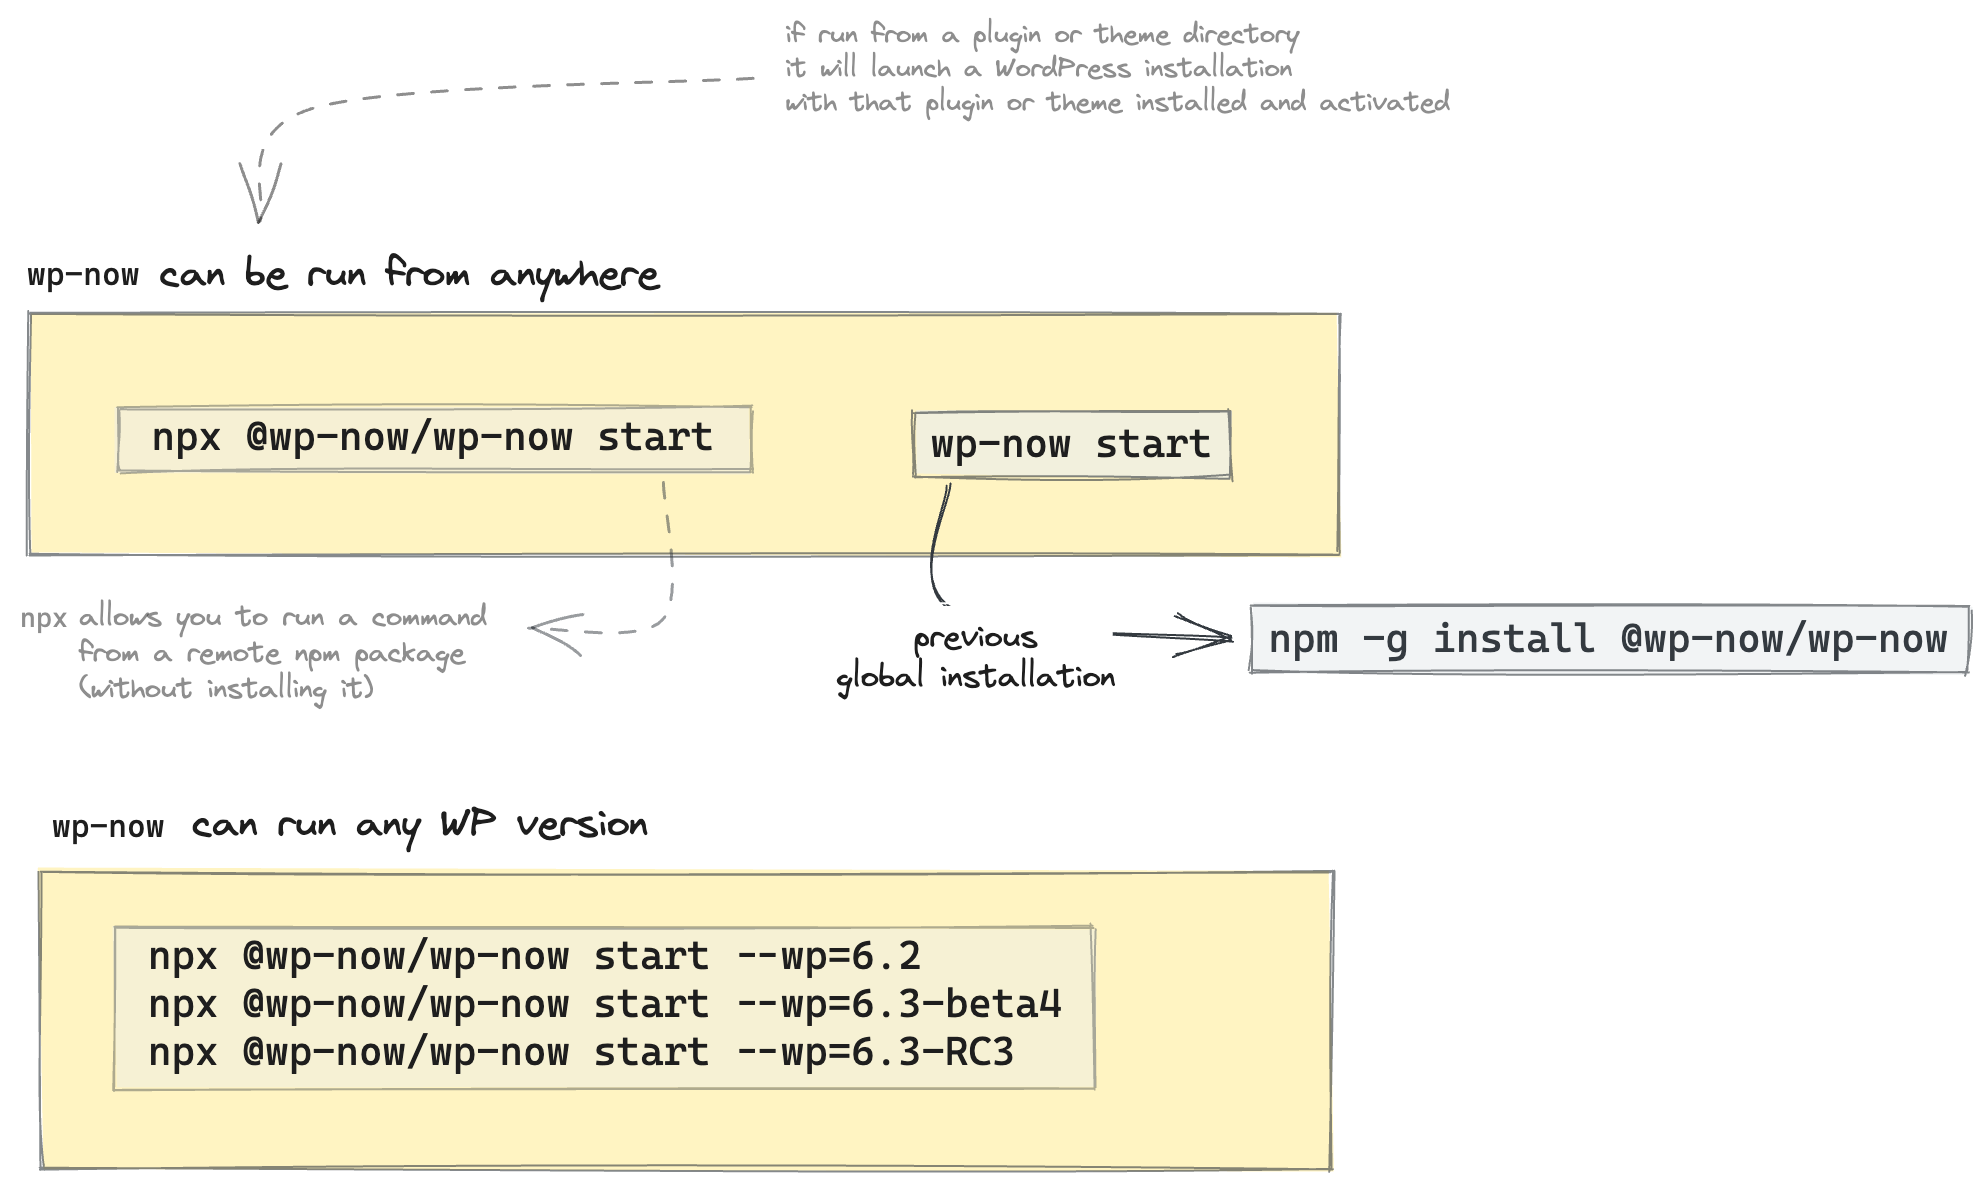 if run from a plugin or theme directory
it will launch a WordPress installation
with that plugin or theme installed and activated
wp-now can be run from anywhere
npx @wp-now/wp-now start
wp-now start
npx allows you to run a command
from a remote npm package
(without installing it)
previous
global installation
npm -g install @wp-now/wp-now
wp-now can run any WP version
npx @wp-now/wp-now start --wp=6.2
npx @wp-now/wp-now start --wp=6.3-beta4
npx @wp-now/wp-now start --wp=6.3-RC3